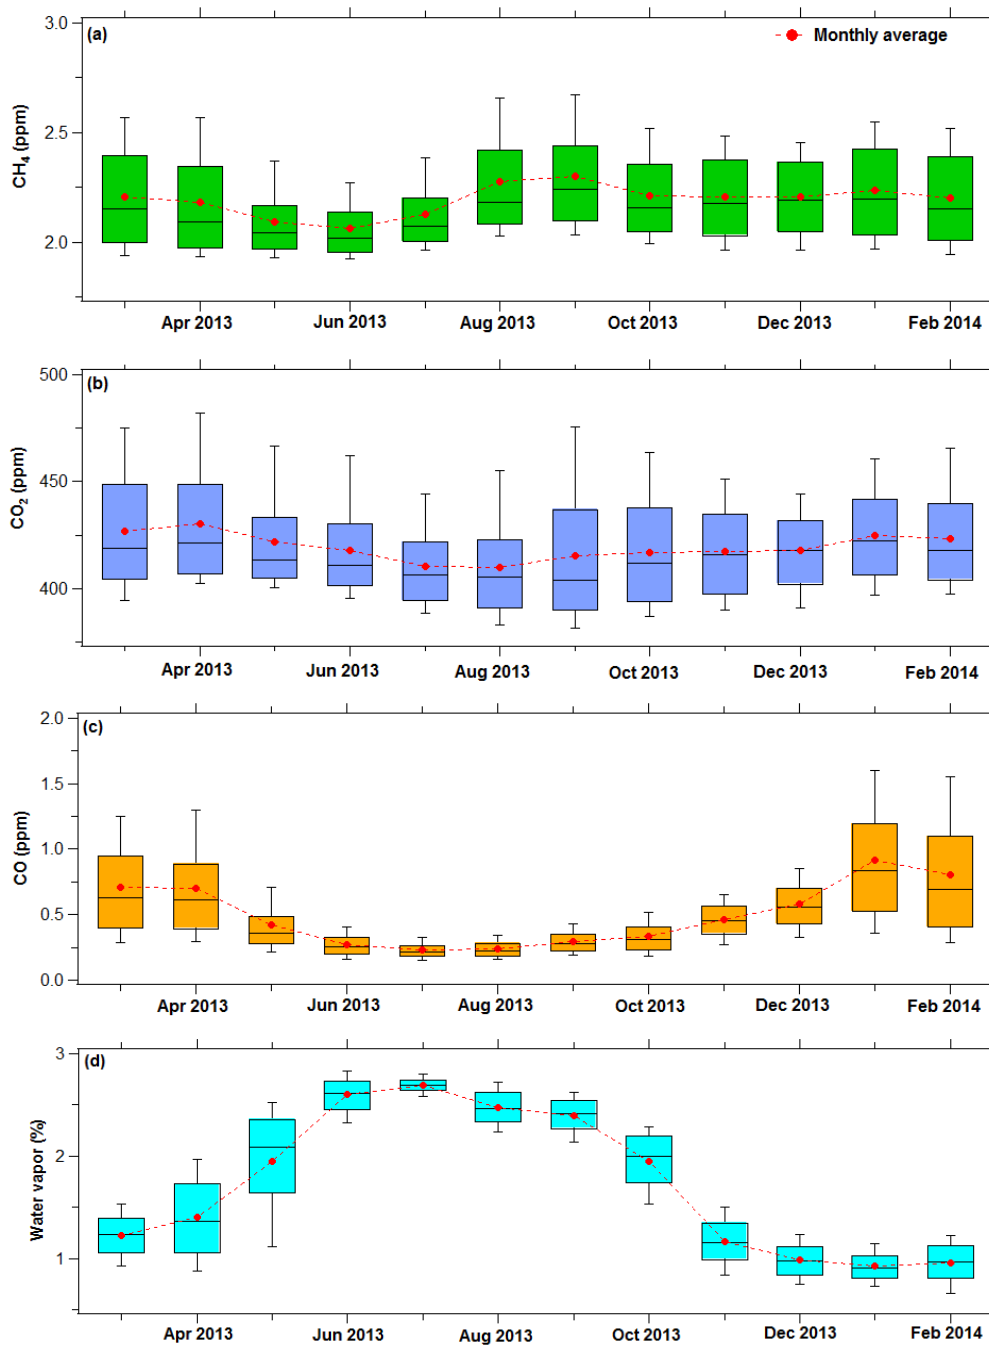 (a)
Monthly average
3.0
2.5
2.0
CH4 (ppm)
Apr 2013 Jun 2013 Aug 2013 Oct 2013 Dec 2013 Feb 2014
(b)
500
450
400
CO2 (ppm)
Apr 2013 Jun 2013 Aug 2013 Oct 2013 Dec 2013 Feb 2014
(c)
2.0
1.5
1.0
0.5
0.0
CO (ppm)
Apr 2013 Jun 2013 Aug 2013 Oct 2013 Dec 2013 Feb 2014
(d)
3
2
1
Water vapor (%)
Apr 2013 Jun 2013 Aug 2013 Oct 2013 Dec 2013 Feb 2014